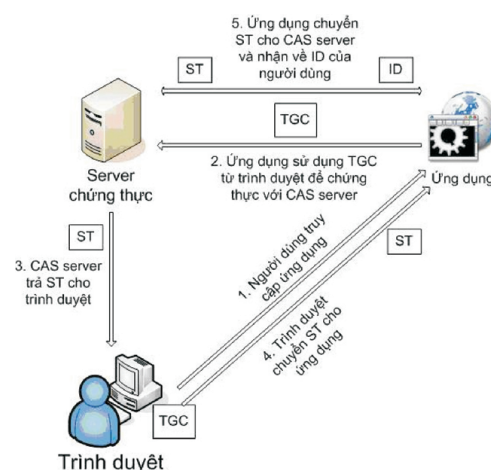 5. Ứng dụng chuyển
ST cho CAS server
và nhận về ID của
người dùng
ST
ID
TGC
2. Ứng dụng sử dụng TGC
từ trình duyệt để chứng
thực với CAS server
Server
chứng thực
Ứng dụng
ST
3. CAS server
trả ST cho
trình duyệt
1. Người dùng truy
cập ứng dụng
ST
4. Trình duyệt
chuyển ST cho
ứng dụng
TGC
Trình duyệt